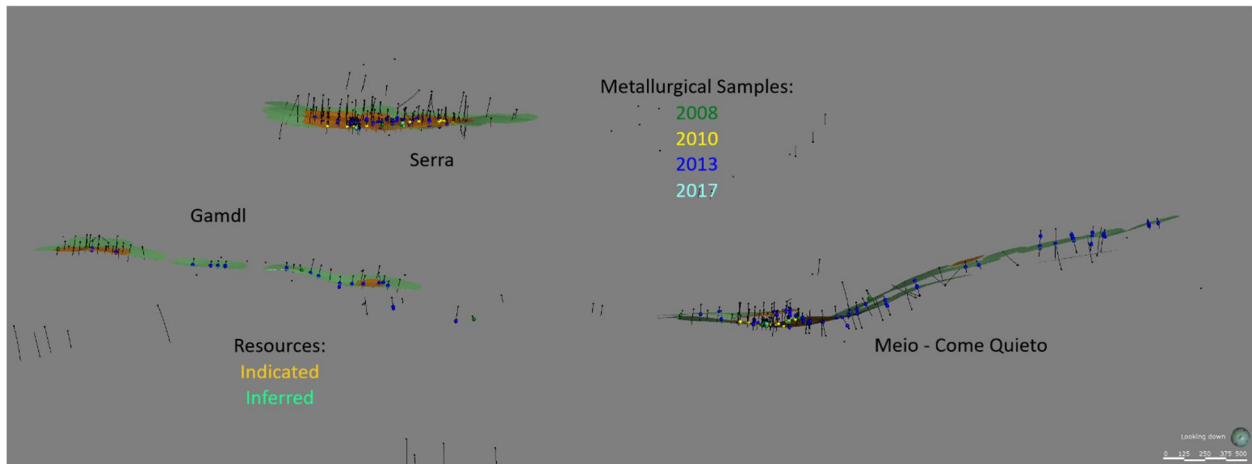 Metallurgical Samples:
2008
2010
2013
2017
Serra
Gamdl
Resources:
Indicated
Inferred
Meio - Come Quieto
Looking down
0 125 250 375 500